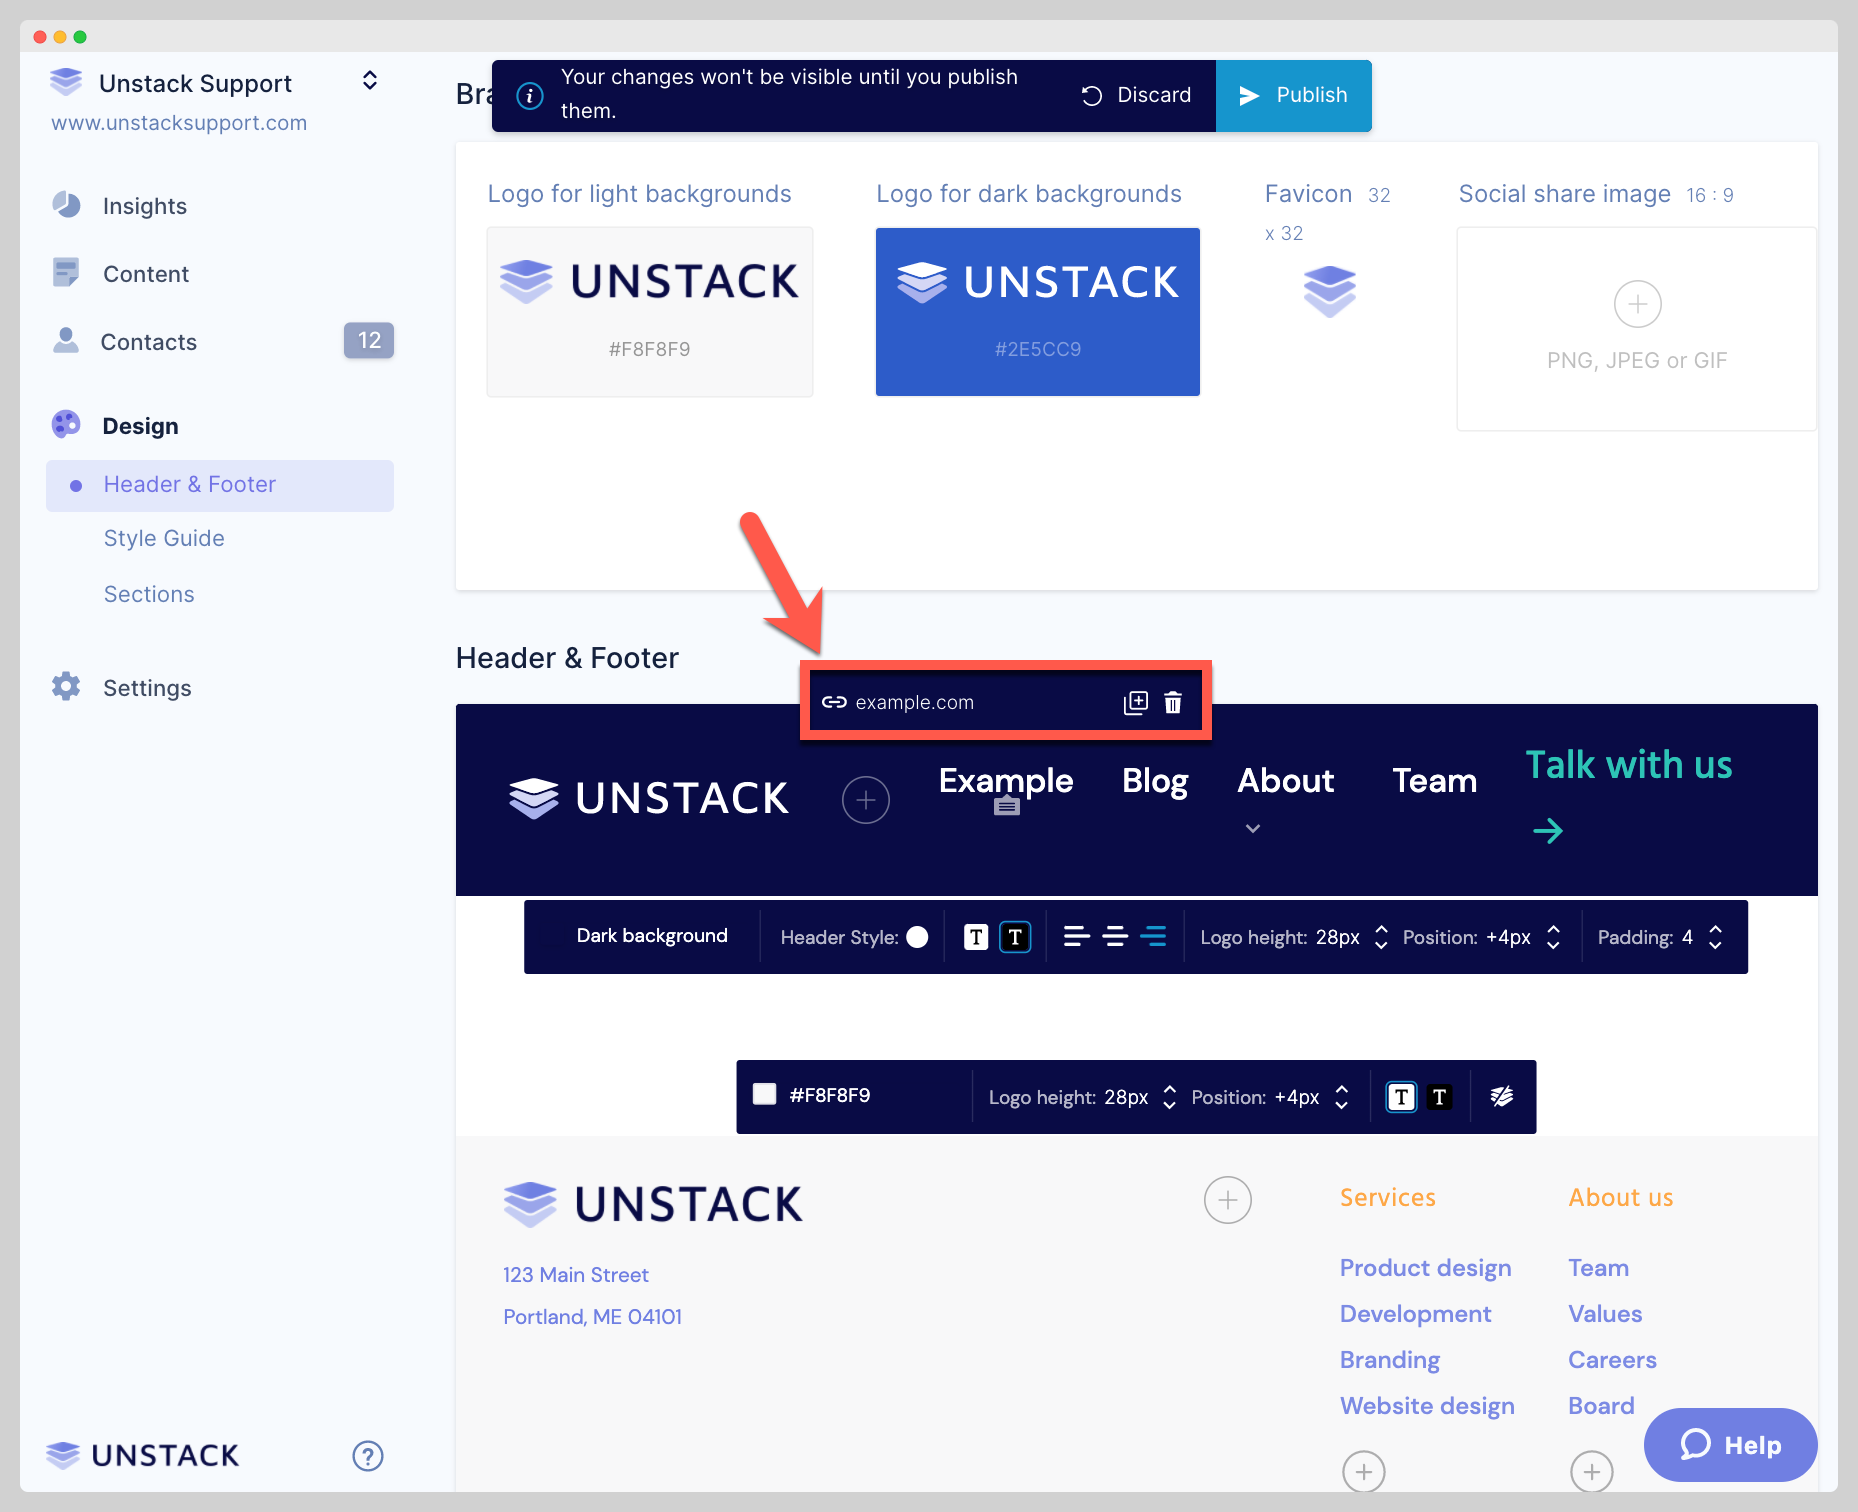 Unstack Support
www.unstacksupport.com
Insights
Content
Contacts
12
Design
Header & Footer
Style Guide
Sections
Settings
UNSTACK
?
Bra
i
Your changes won't be visible until you publish
them.
Discard
Publish
Logo for light backgrounds
UNSTACK
#F8F8F9
Logo for dark backgrounds
UNSTACK
#2E5CC9
Favicon 32
x 32
Social share image 16 : 9
PNG, JPEG or GIF
Header & Footer
example.com
UNSTACK
Example
Blog
About
Team
Talk with us
Dark background
Header Style:
T
T
Logo height: 28px
Position: +4px
Padding: 4
#F8F8F9
Logo height: 28px
Position: +4px
T
T
UNSTACK
123 Main Street
Portland, ME 04101
Services
Product design
Development
Branding
Website design
About us
Team
Values
Careers
Board
Help